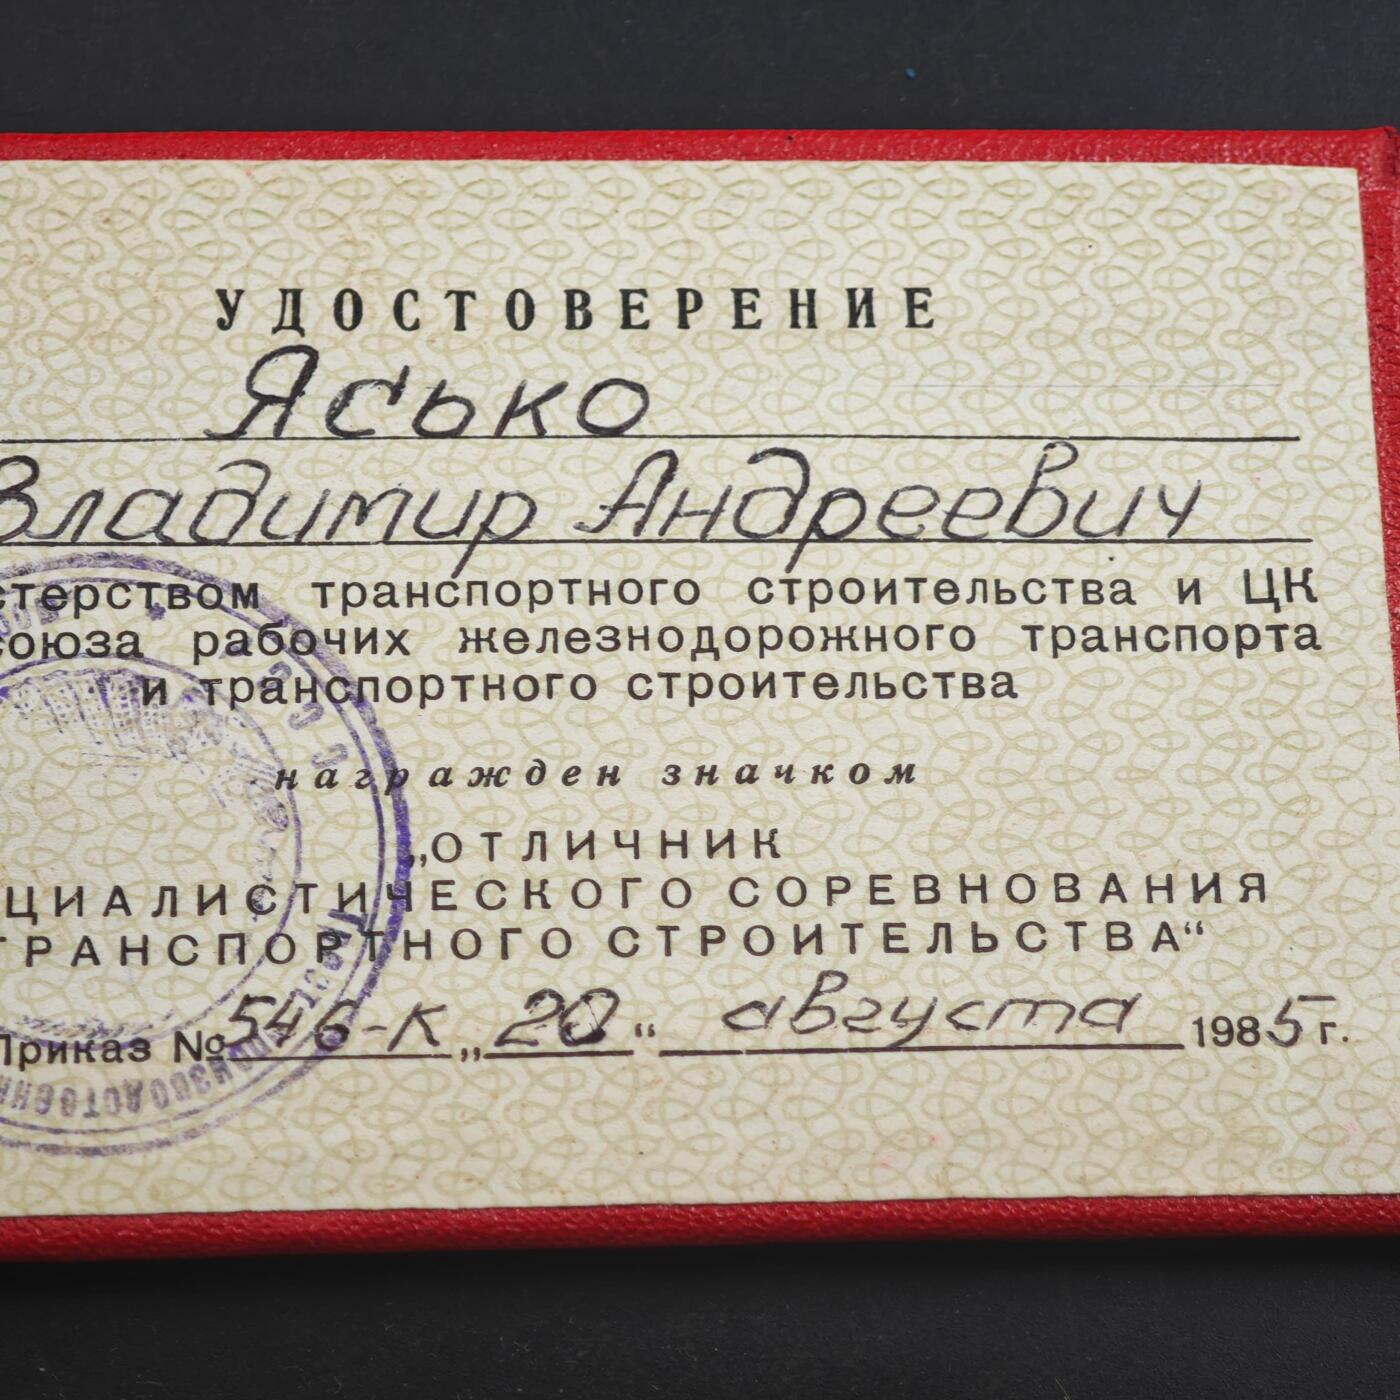 УДОСТОВЕРЕНИЕ
Ясько
Владимир Андреевич
стерством транспортного строительства и ЦК
союза рабочих железнодорожного транспорта
и транспортного строительства
награжден значком
„ОТЛИЧНИК
ЦИАЛИСТИЧЕСКОГО СОРЕВНОВАНИЯ
ТРАНСПОРТНОГО СТРОИТЕЛЬСТВА“
Приказ № 546-К „20“ августа 1985 г.